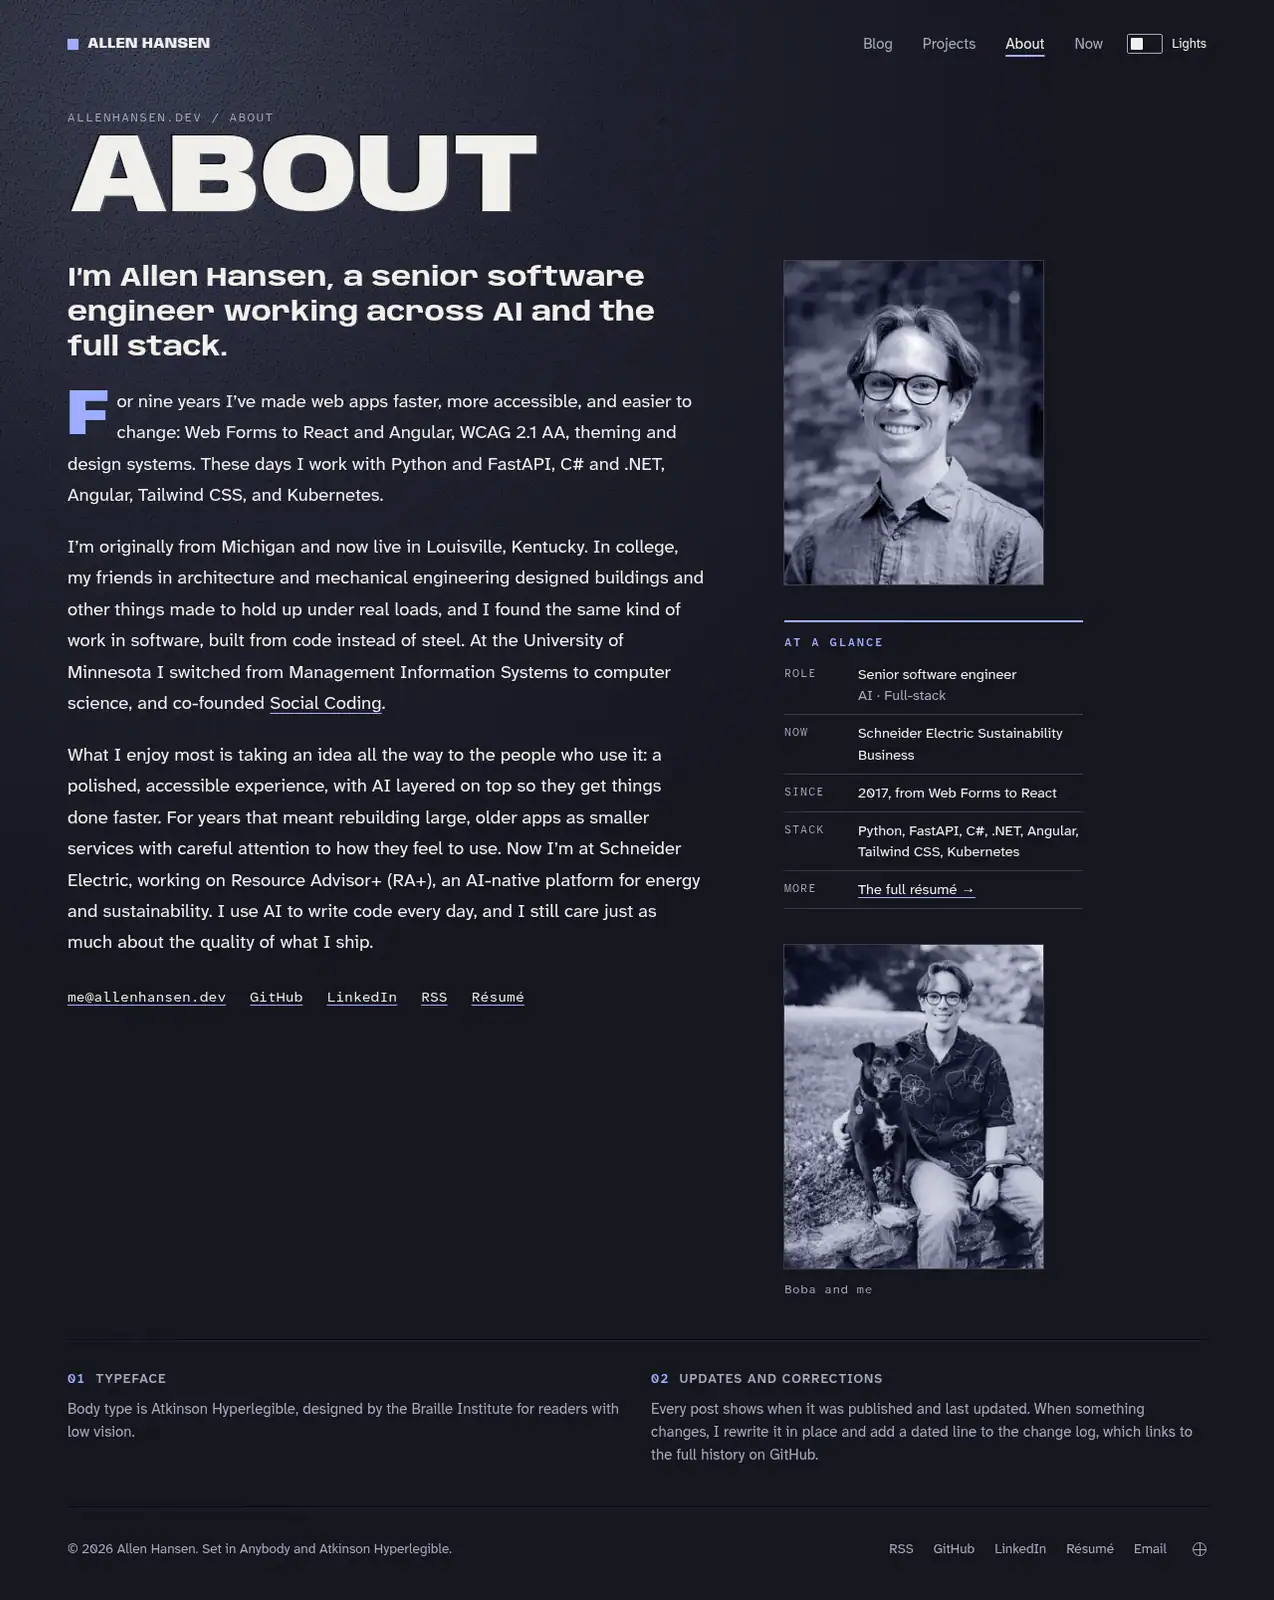 ALLEN HANSEN
Blog Projects About Now Lights
ALLENHANSEN.DEV / ABOUT
ABOUT
I’m Allen Hansen, a senior software
engineer working across AI and the
full stack.
For nine years I’ve made web apps faster, more accessible, and easier to
change: Web Forms to React and Angular, WCAG 2.1 AA, theming and
design systems. These days I work with Python and FastAPI, C# and .NET,
Angular, Tailwind CSS, and Kubernetes.
I’m originally from Michigan and now live in Louisville, Kentucky. In college,
my friends in architecture and mechanical engineering designed buildings and
other things made to hold up under real loads, and I found the same kind of
work in software, built from code instead of steel. At the University of
Minnesota I switched from Management Information Systems to computer
science, and co-founded Social Coding.
What I enjoy most is taking an idea all the way to the people who use it: a
polished, accessible experience, with AI layered on top so they get things
done faster. For years that meant rebuilding large, older apps as smaller
services with careful attention to how they feel to use. Now I’m at Schneider
Electric, working on Resource Advisor+ (RA+), an AI-native platform for energy
and sustainability. I use AI to write code every day, and I still care just as
much about the quality of what I ship.
me@allenhansen.dev GitHub LinkedIn RSS Résumé
AT A GLANCE
ROLE Senior software engineer
AI · Full-stack
NOW Schneider Electric Sustainability
Business
SINCE 2017, from Web Forms to React
STACK Python, FastAPI, C#, .NET, Angular,
Tailwind CSS, Kubernetes
MORE The full résumé →
Boba and me
01 TYPEFACE
Body type is Atkinson Hyperlegible, designed by the Braille Institute for readers with
low vision.
02 UPDATES AND CORRECTIONS
Every post shows when it was published and last updated. When something
changes, I rewrite it in place and add a dated line to the change log, which links to
the full history on GitHub.
© 2026 Allen Hansen. Set in Anybody and Atkinson Hyperlegible.
RSS GitHub LinkedIn Résumé Email